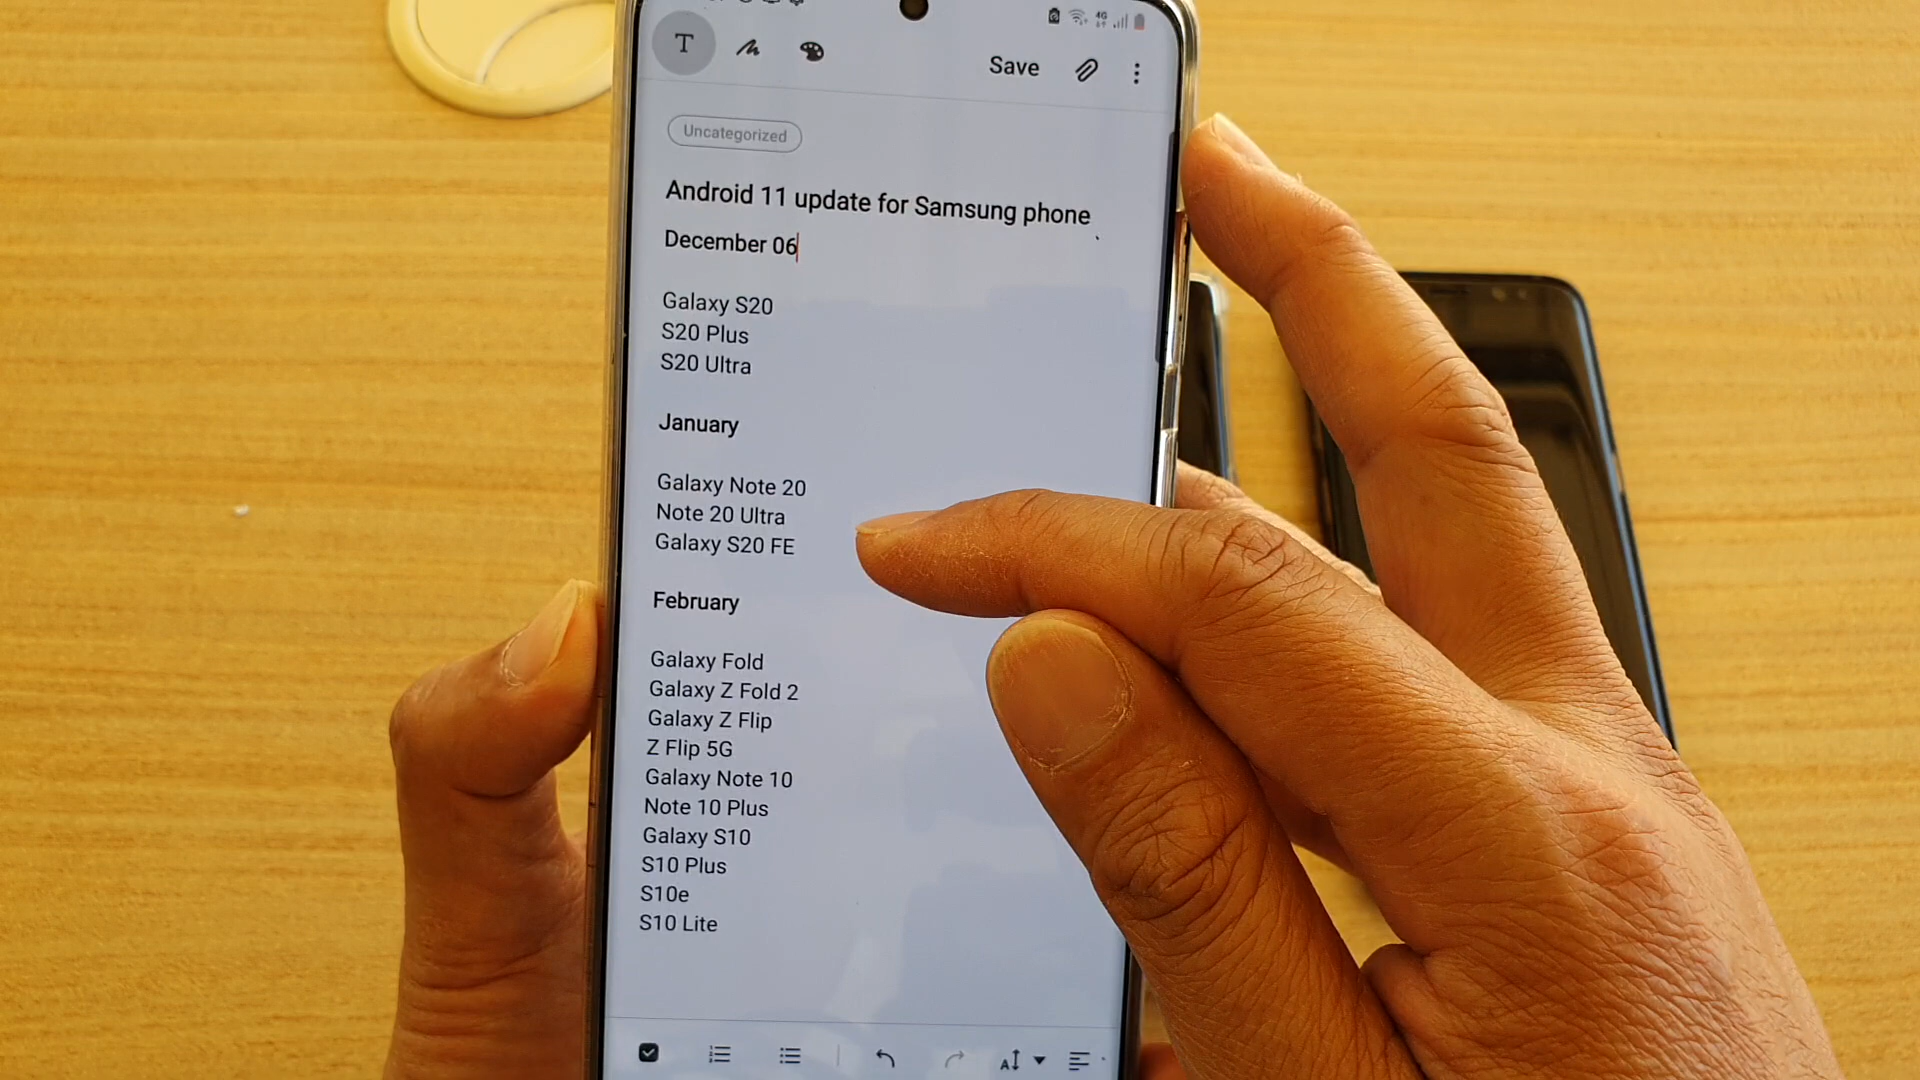 4G
T
Save
Uncategorized
Android 11 update for Samsung phone
December 06
Galaxy S20
S20 Plus
S20 Ultra
January
Galaxy Note 20
Note 20 Ultra
Galaxy S20 FE
February
Galaxy Fold
Galaxy Z Fold 2
Galaxy Z Flip
Z Flip 5G
Galaxy Note 10
Note 10 Plus
Galaxy S10
S10 Plus
S10e
S10 Lite
A